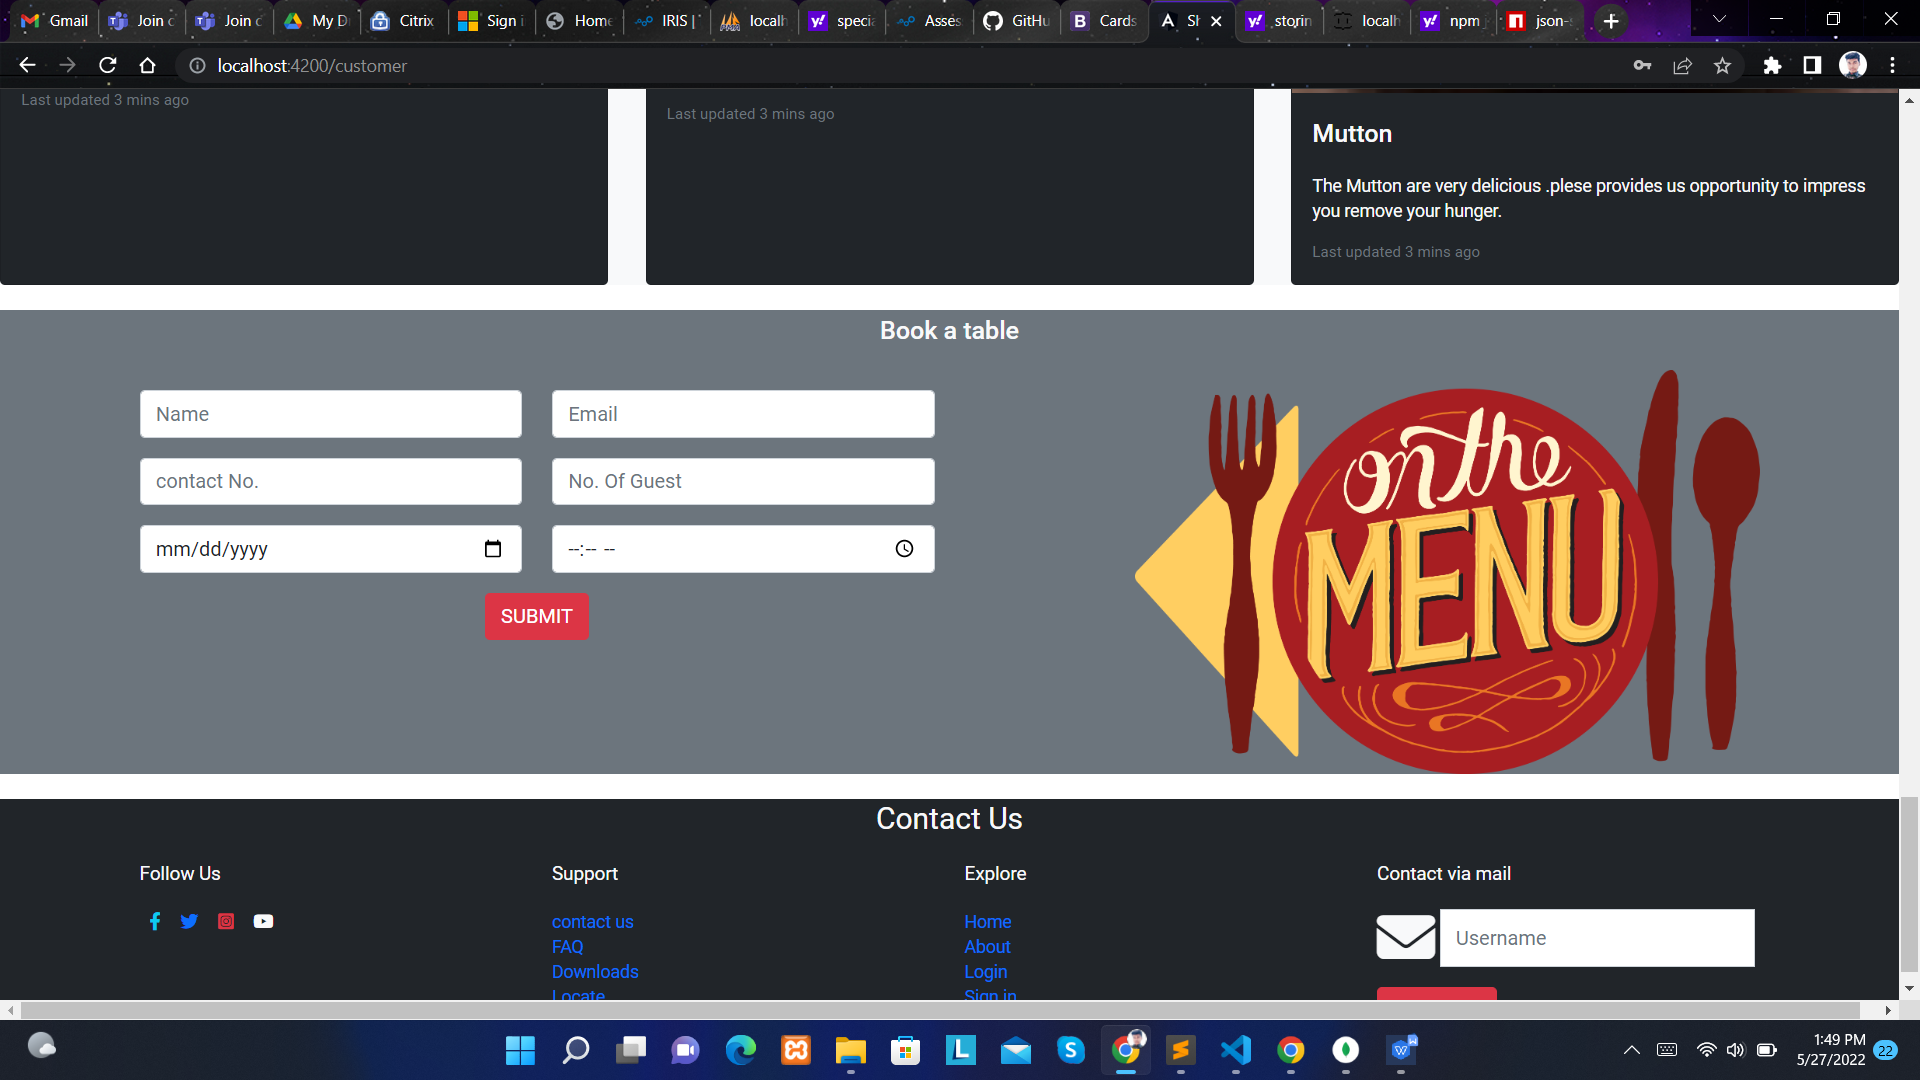 Gmail
Join
Join
My D
Citrix
Sign i
Home
IRIS |
localh
specia
Asses
GitHu
Cards
storin
localh
npm
json-
localhost:4200/customer
Last updated 3 mins ago
Last updated 3 mins ago
Mutton
The Mutton are very delicious .plese provides us opportunity to impress
you remove your hunger.
Last updated 3 mins ago
Book a table
Name
Email
contact No.
No. Of Guest
mm/dd/yyyy
--:-- --
SUBMIT
on the
MENU
Contact Us
Follow Us
Support
Explore
Contact via mail
contact us
Home
Username
FAQ
About
Downloads
Login
Locate
Sign in
1:49 PM
5/27/2022
22